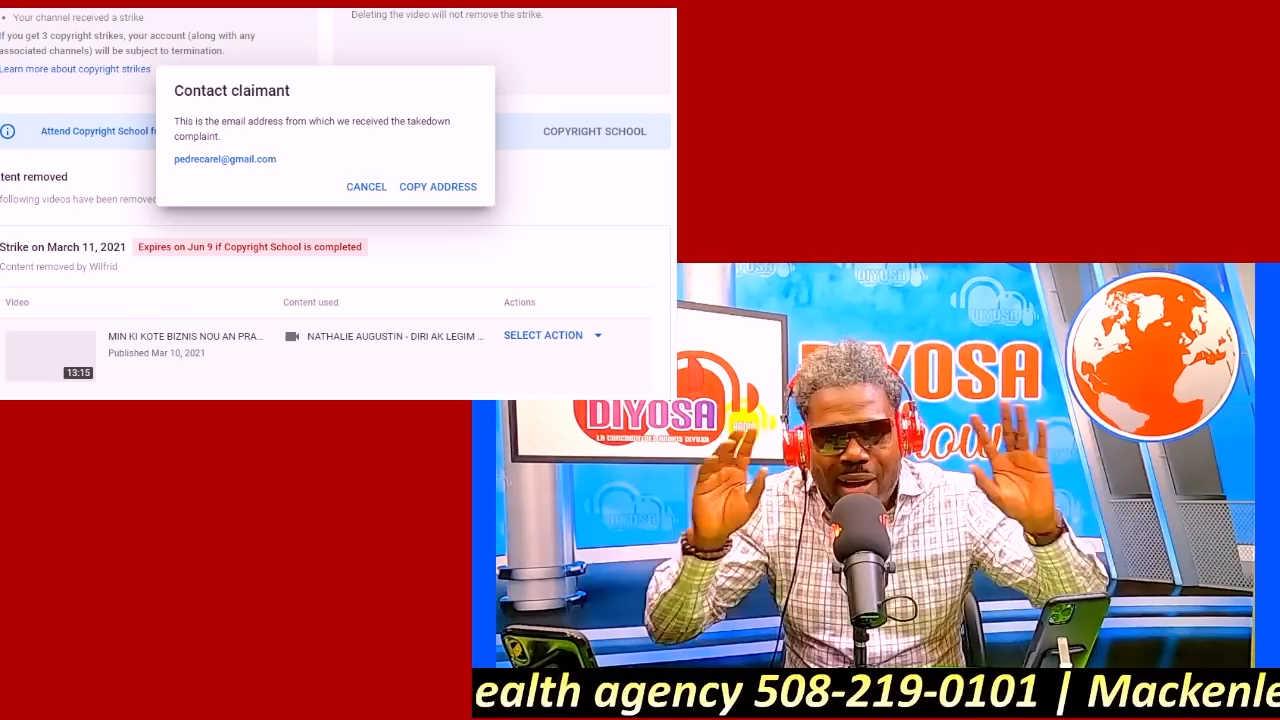 Your channel received a strike
If you get 3 copyright strikes, your account (along with any
associated channels) will be subject to termination.
Learn more about copyright strikes
Deleting the video will not remove the strike.
Contact claimant
This is the email address from which we received the takedown
complaint.
pedrecarel@gmail.com
CANCEL COPY ADDRESS
Attend Copyright School fo
COPYRIGHT SCHOOL
tent removed
following videos have been removed
Strike on March 11, 2021 Expires on Jun 9 if Copyright School is completed
Content removed by Wilfrid
Video Content used Actions
MIN KI KOTE BIZNIS NOU AN PRA... NATHALIE AUGUSTIN - DIRI AK LEGIM ... SELECT ACTION
Published Mar 10, 2021
13:15
DIYOSA
DIYOSA
DIYOSA
DIYOSA
DIYOSA
DIYOSA
ealth agency 508-219-0101 | Mackenle